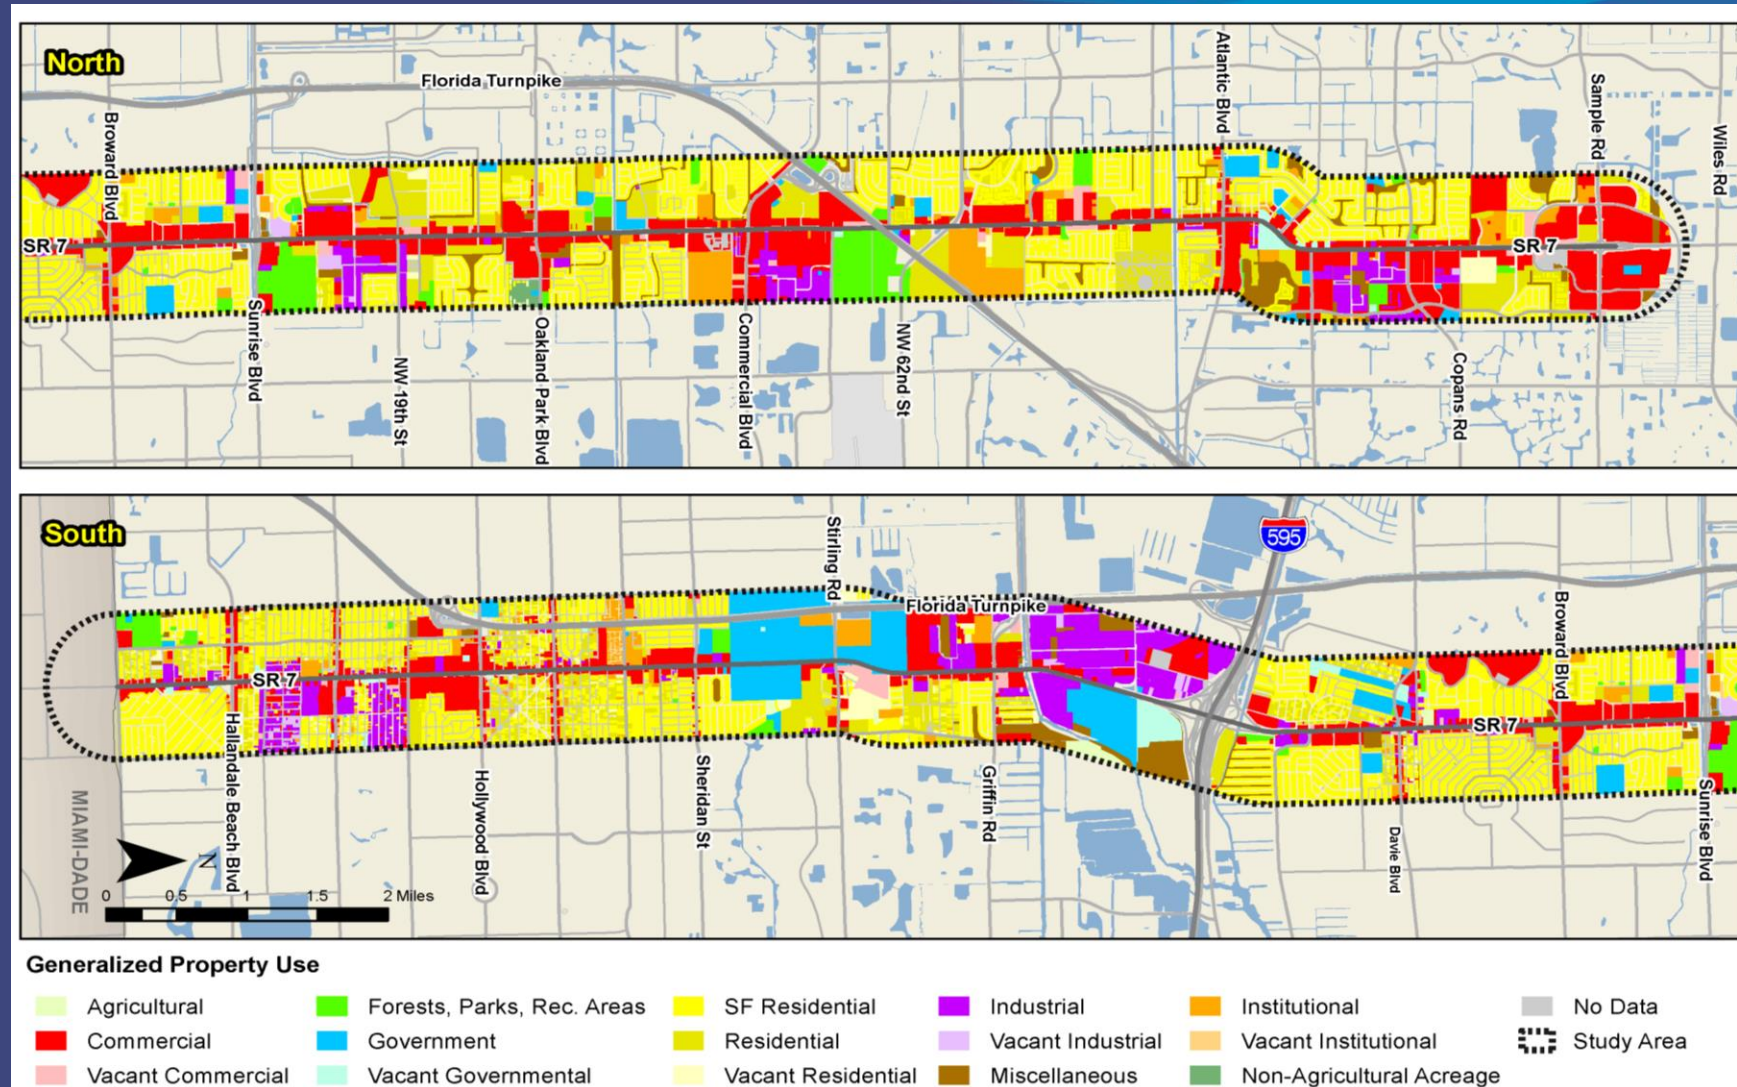 North
Florida Turnpike
Broward Blvd
Atlantic Blvd
Sample Rd
Wiles Rd
SR 7
SR 7
Sunrise Blvd
NW 19th St
Oakland Park Blvd
Commercial Blvd
NW 62nd St
Copans Rd
South
Stirling Rd
595
Florida Turnpike
Broward Blvd
SR 7
SR 7
Hallandale Beach Blvd
Hollywood Blvd
Sheridan St
Griffin Rd
Davie Blvd
Sunrise Blvd
MIAMI-DADE
N
0 0.5 1 1.5 2 Miles
Generalized Property Use
Agricultural
Commercial
Vacant Commercial
Forests, Parks, Rec. Areas
Government
Vacant Governmental
SF Residential
Residential
Vacant Residential
Industrial
Vacant Industrial
Miscellaneous
Institutional
Vacant Institutional
Non-Agricultural Acreage
No Data
Study Area